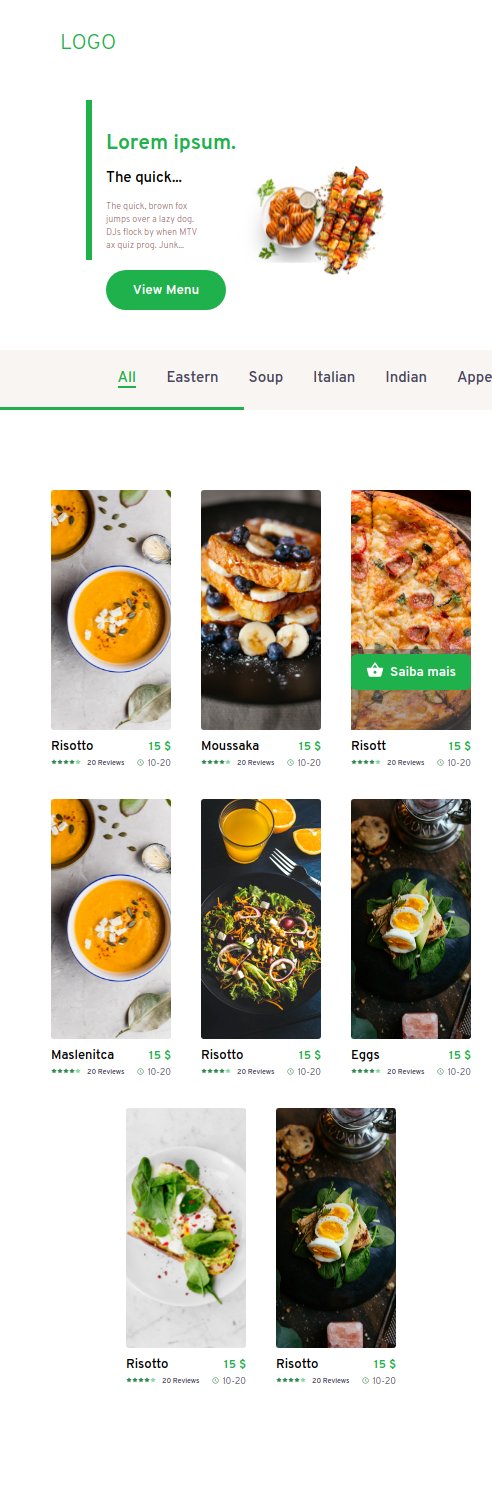 LOGO
Lorem ipsum.
The quick...
The quick, brown fox
jumps over a lazy dog.
DJs flock by when MTV
ax quiz prog. Junk...
View Menu
All Eastern Soup Italian Indian Appe
Saiba mais
Risotto 15 $ Moussaka 15 $ Risott 15 $
20 Reviews 10-20 20 Reviews 10-20 20 Reviews 10-20
Maslenitca 15 $ Risotto 15 $ Eggs 15 $
20 Reviews 10-20 20 Reviews 10-20 20 Reviews 10-20
Risotto 15 $ Risotto 15 $
20 Reviews 10-20 20 Reviews 10-20